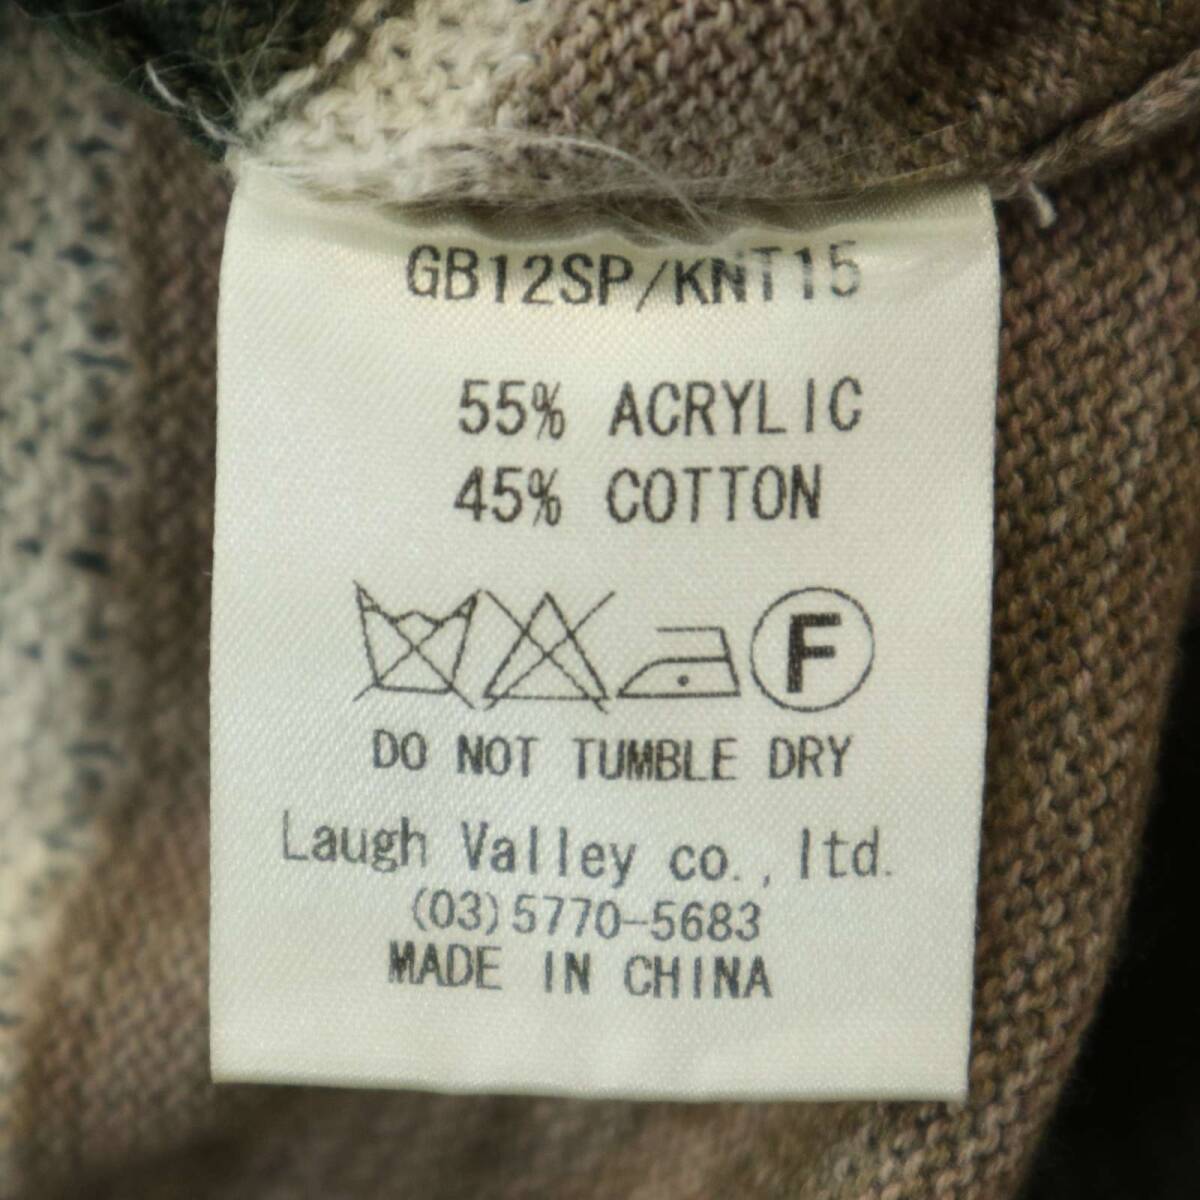 GB12SP/KNT15
55% ACRYLIC
45% COTTON
F
DO NOT TUMBLE DRY
Laugh Valley co., ltd.
(03)5770-5683
MADE IN CHINA